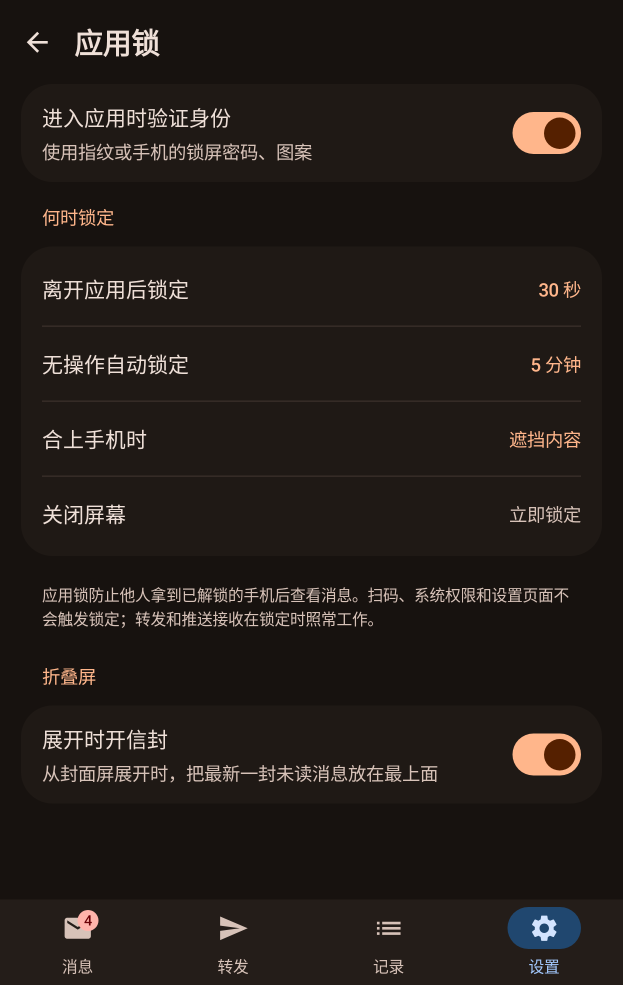 应用锁
进入应用时验证身份
使用指纹或手机的锁屏密码、图案
何时锁定
离开应用后锁定 30 秒
无操作自动锁定 5 分钟
合上手机时 遮挡内容
关闭屏幕 立即锁定
应用锁防止他人拿到已解锁的手机后查看消息。扫码、系统权限和设置页面不
会触发锁定；转发和推送接收在锁定时照常工作。
折叠屏
展开时开信封
从封面屏展开时，把最新一封未读消息放在最上面
4
消息 转发 记录 设置